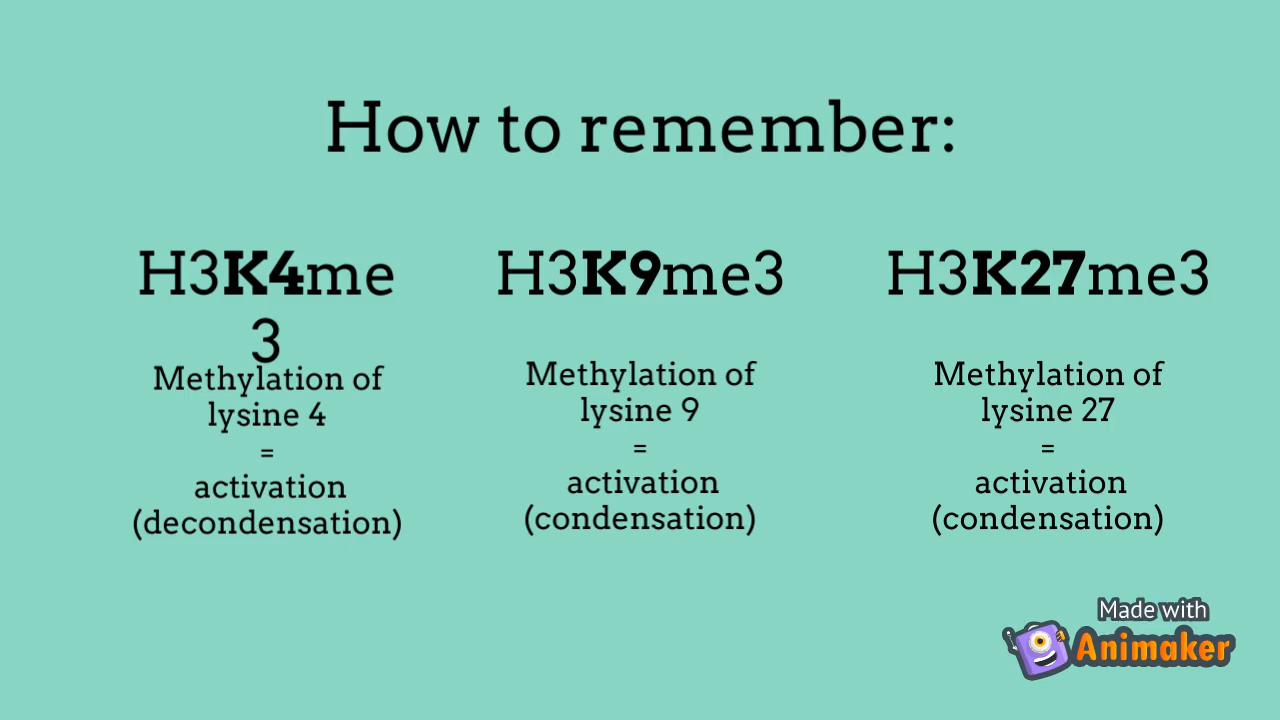 How to remember:
H3K4me
3
Methylation of
lysine 4
=
activation
(decondensation)
H3K9me3
Methylation of
lysine 9
=
activation
(condensation)
H3K27me3
Methylation of
lysine 27
=
activation
(condensation)
Made with
Animaker